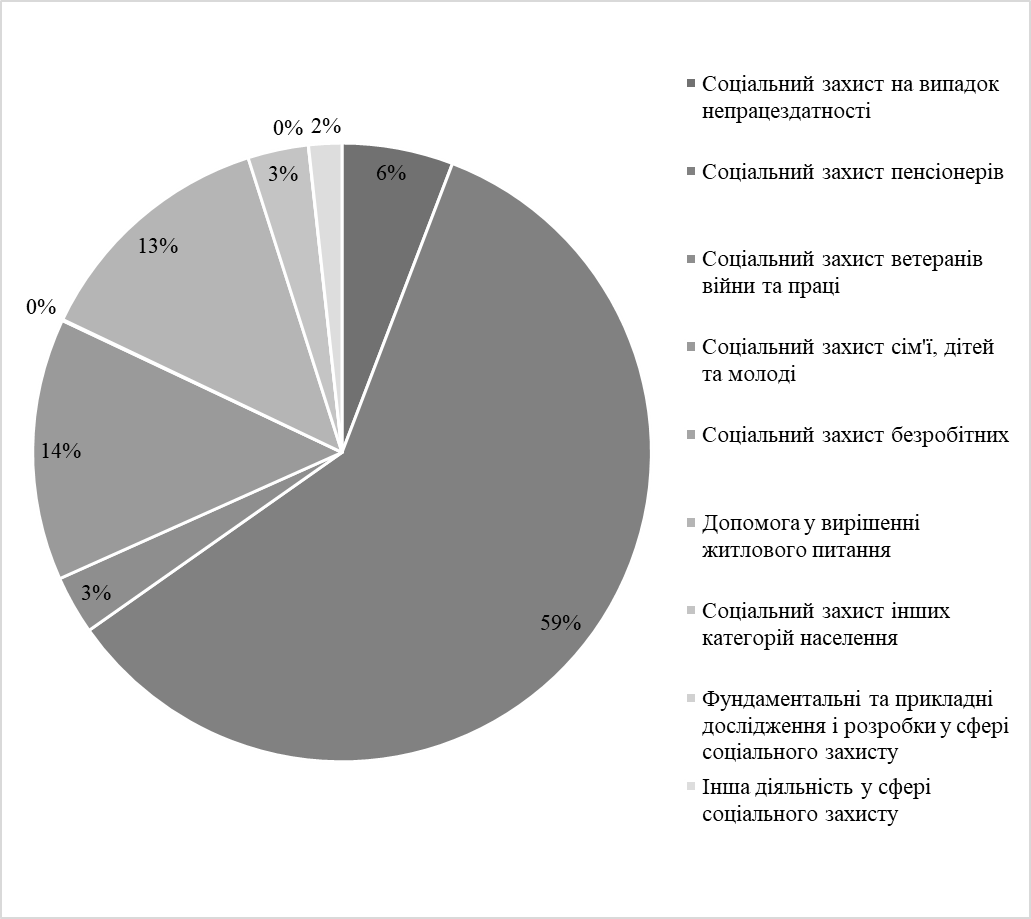 0% 2%
3%
6%
13%
0%
14%
3%
59%
Соціальний захист на випадок
непрацездатності
Соціальний захист пенсіонерів
Соціальний захист ветеранів
війни та праці
Соціальний захист сім'ї, дітей
та молоді
Соціальний захист безробітних
Допомога у вирішенні
житлового питання
Соціальний захист інших
категорій населення
Фундаментальні та прикладні
дослідження і розробки у сфері
соціального захисту
Інша діяльність у сфері
соціального захисту